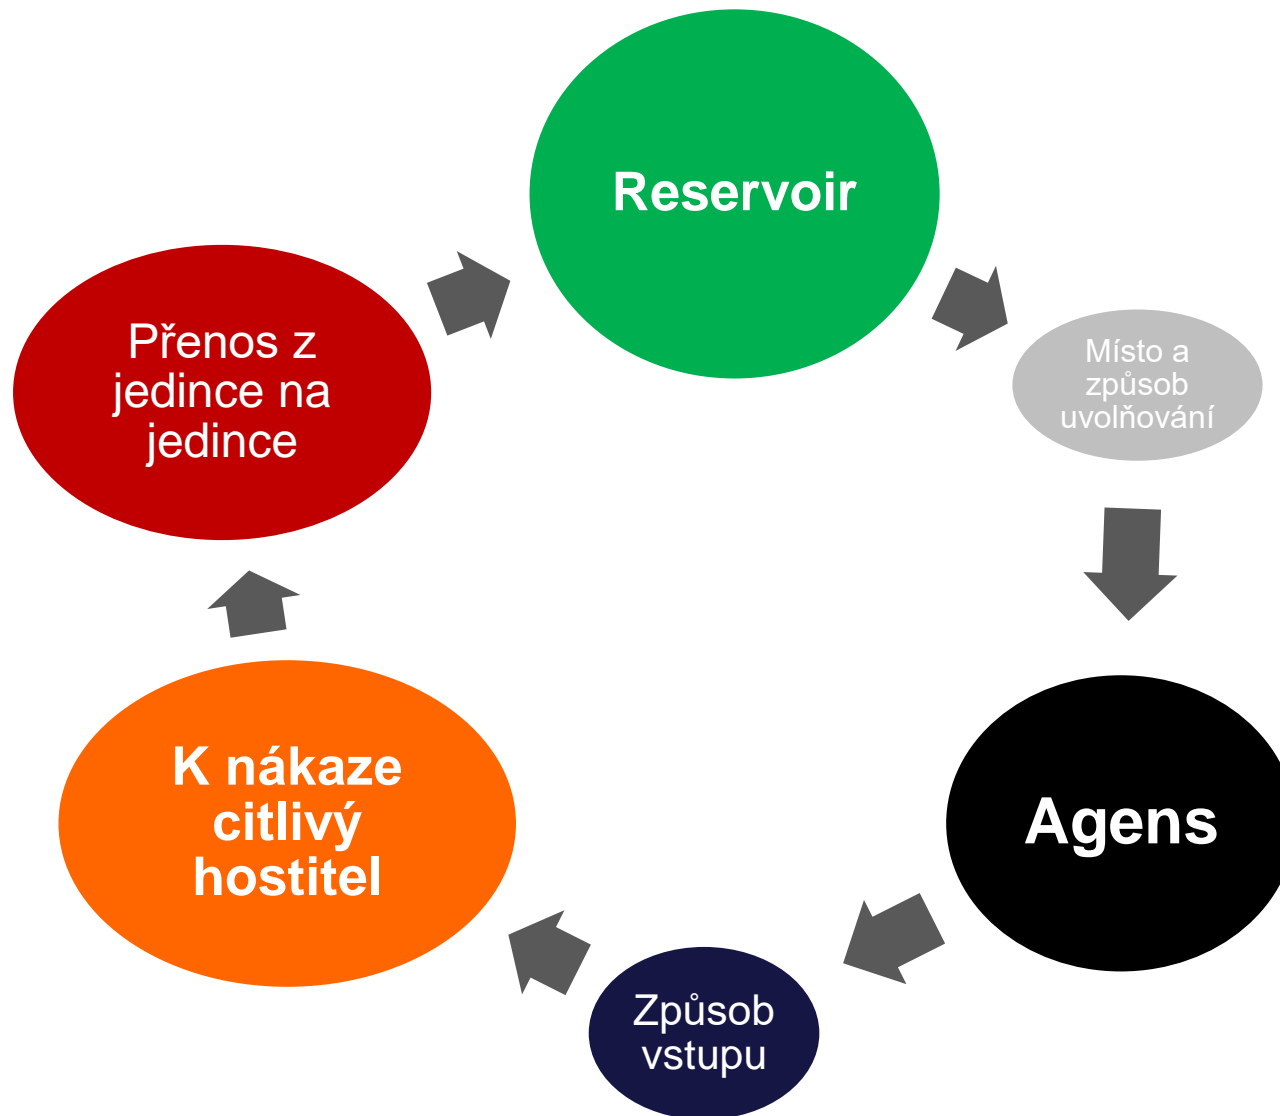 Reservoir
Místo a
způsob
uvolňování
Agens
Způsob
vstupu
K nákaze
citlivý
hostitel
Přenos z
jedince na
jedince